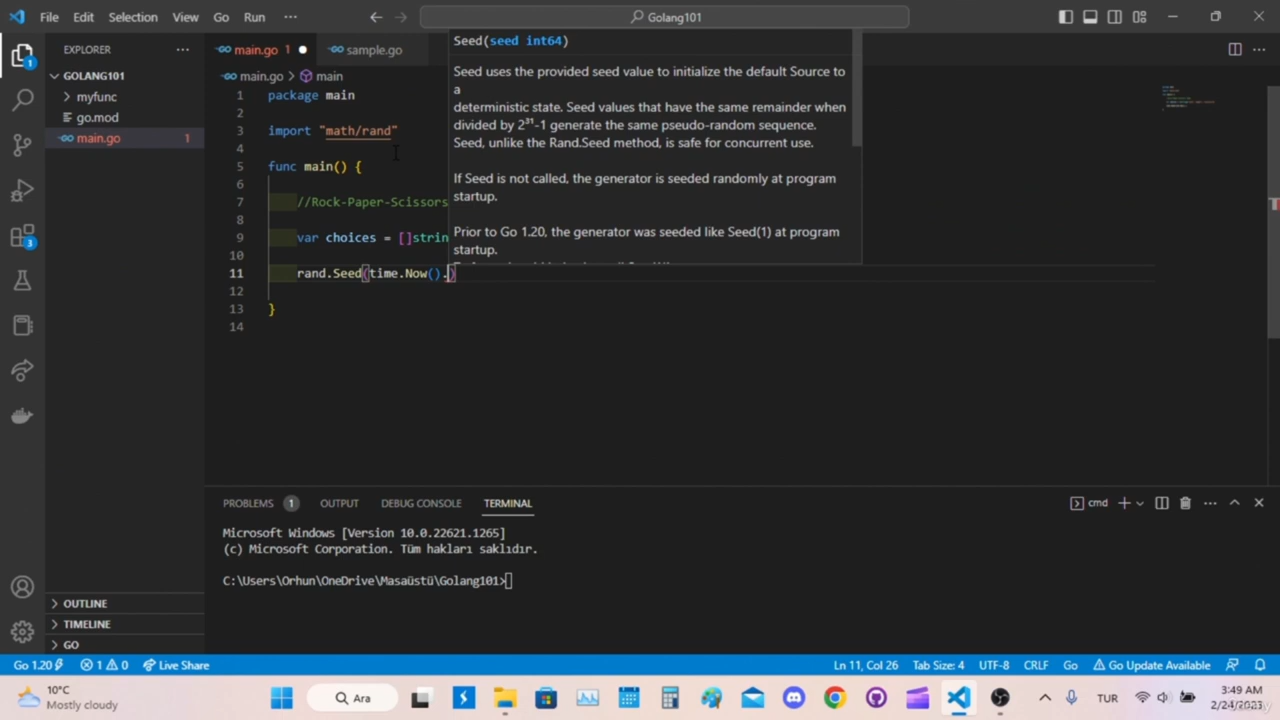 File Edit Selection View Go Run ··· Golang101
EXPLORER ···
GOLANG101
myfunc
go.mod
main.go 1
OUTLINE
TIMELINE
GO
1
3
main.go 1 sample.go
main.go > main
1 package main
2
3 import "math/rand"
4
5 func main() {
6
7 //Rock-Paper-Scissors
8
9 var choices = []strin
10
11 rand.Seed(time.Now().)
12
13 }
14
Seed(seed int64)
Seed uses the provided seed value to initialize the default Source to
a
deterministic state. Seed values that have the same remainder when
divided by 2³¹-1 generate the same pseudo-random sequence.
Seed, unlike the Rand.Seed method, is safe for concurrent use.
If Seed is not called, the generator is seeded randomly at program
startup.
Prior to Go 1.20, the generator was seeded like Seed(1) at program
startup.
PROBLEMS 1 OUTPUT DEBUG CONSOLE TERMINAL cmd
Microsoft Windows [Version 10.0.22621.1265]
(c) Microsoft Corporation. Tüm hakları saklıdır.
C:\Users\Orhun\OneDrive\Masaüstü\Golang101>
Go 1.20 1 0 Live Share Ln 11, Col 26 Tab Size: 4 UTF-8 CRLF Go Go Update Available
10°C
Mostly cloudy
Ara
TUR
3:49 AM
2/24/2023